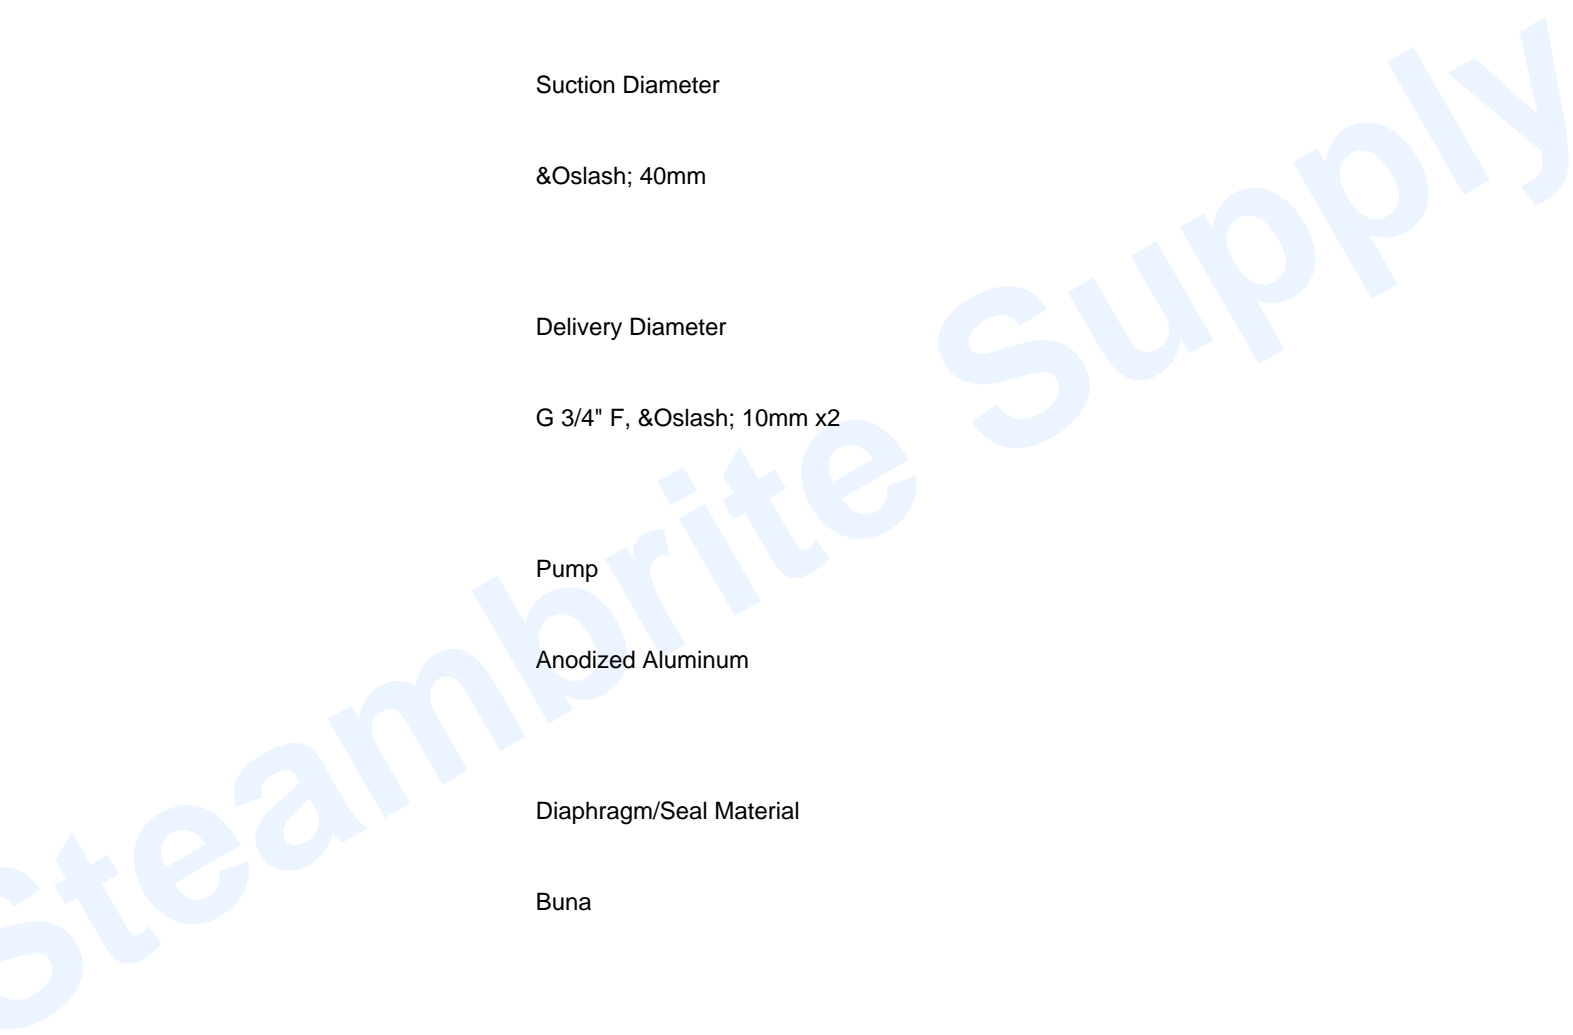 Suction Diameter
&Oslash; 40mm
Delivery Diameter
G 3/4" F, &Oslash; 10mm x2
Pump
Anodized Aluminum
Diaphragm/Seal Material
Buna
Steambrite Supply